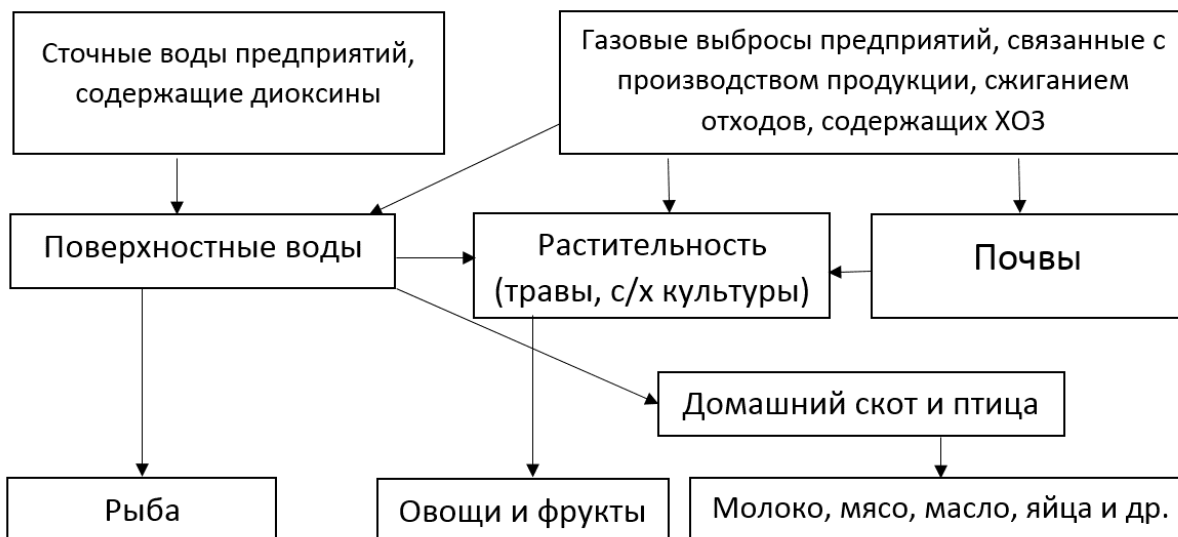 Сточные воды предприятий,
содержащие диоксины
Газовые выбросы предприятий, связанные с
производством продукции, сжиганием
отходов, содержащих ХОЗ
Поверхностные воды
Растительность
(травы, с/х культуры)
Почвы
Домашний скот и птица
Рыба
Овощи и фрукты
Молоко, мясо, масло, яйца и др.